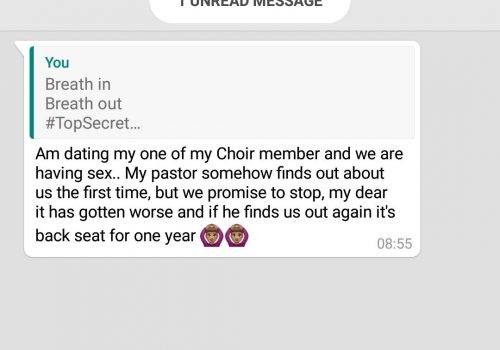 1 UNREAD MESSAGE
You
Breath in
Breath out
#TopSecret...
Am dating my one of my Choir member and we are
having sex.. My pastor somehow finds out about
us the first time, but we promise to stop, my dear
it has gotten worse and if he finds us out again it's
back seat for one year
08:55